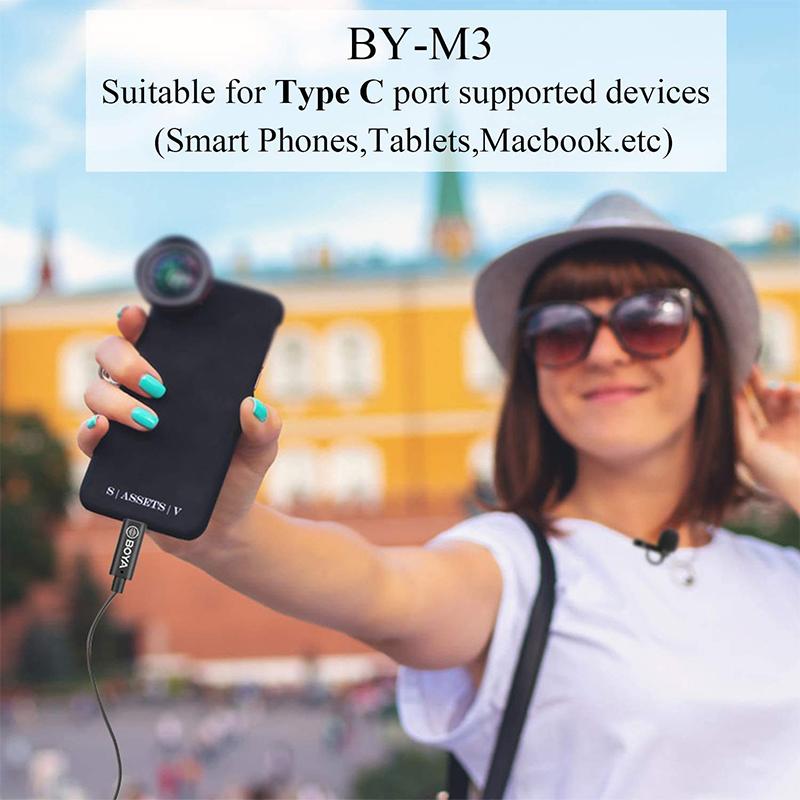 BY-M3
Suitable for Type C port supported devices
(Smart Phones,Tablets,Macbook.etc)
S | ASSETS | V
BOYA